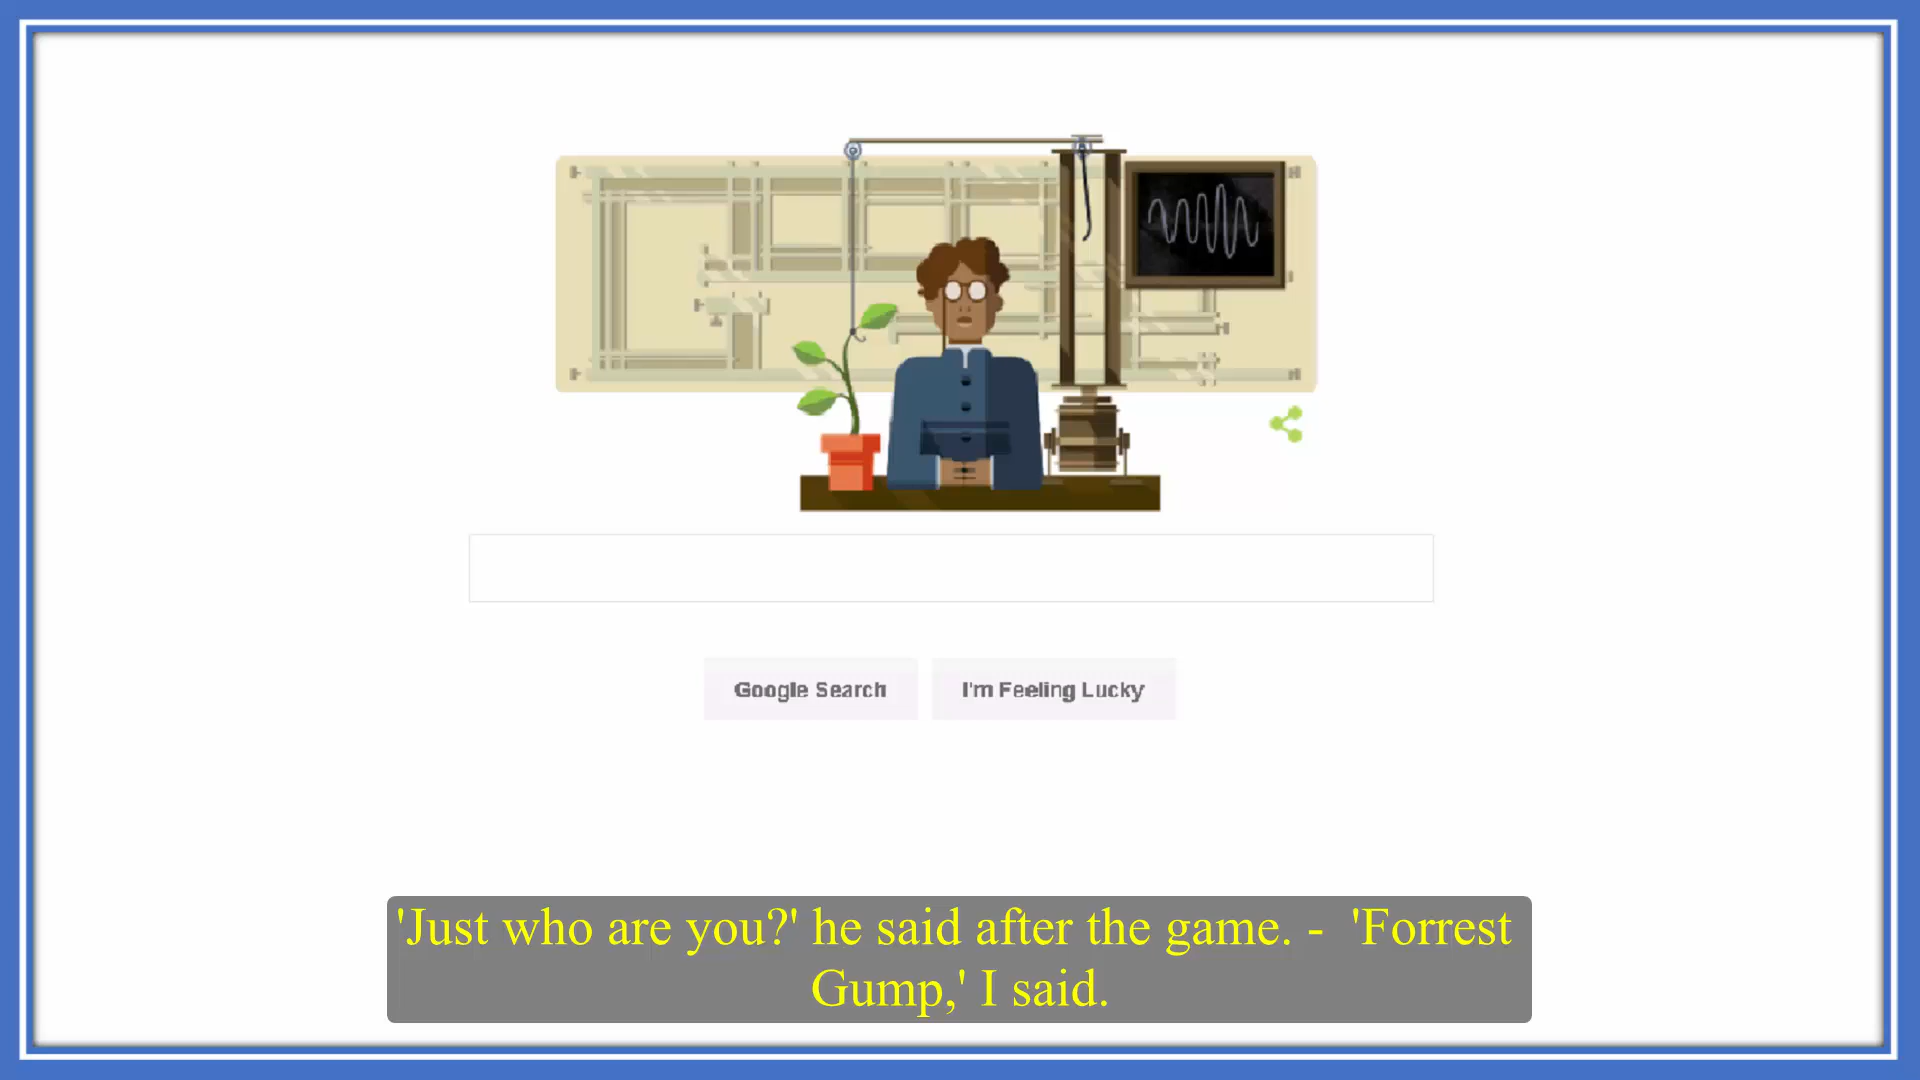 Google Search
I'm Feeling Lucky
'Just who are you?' he said after the game. -  'Forrest
Gump,' I said.